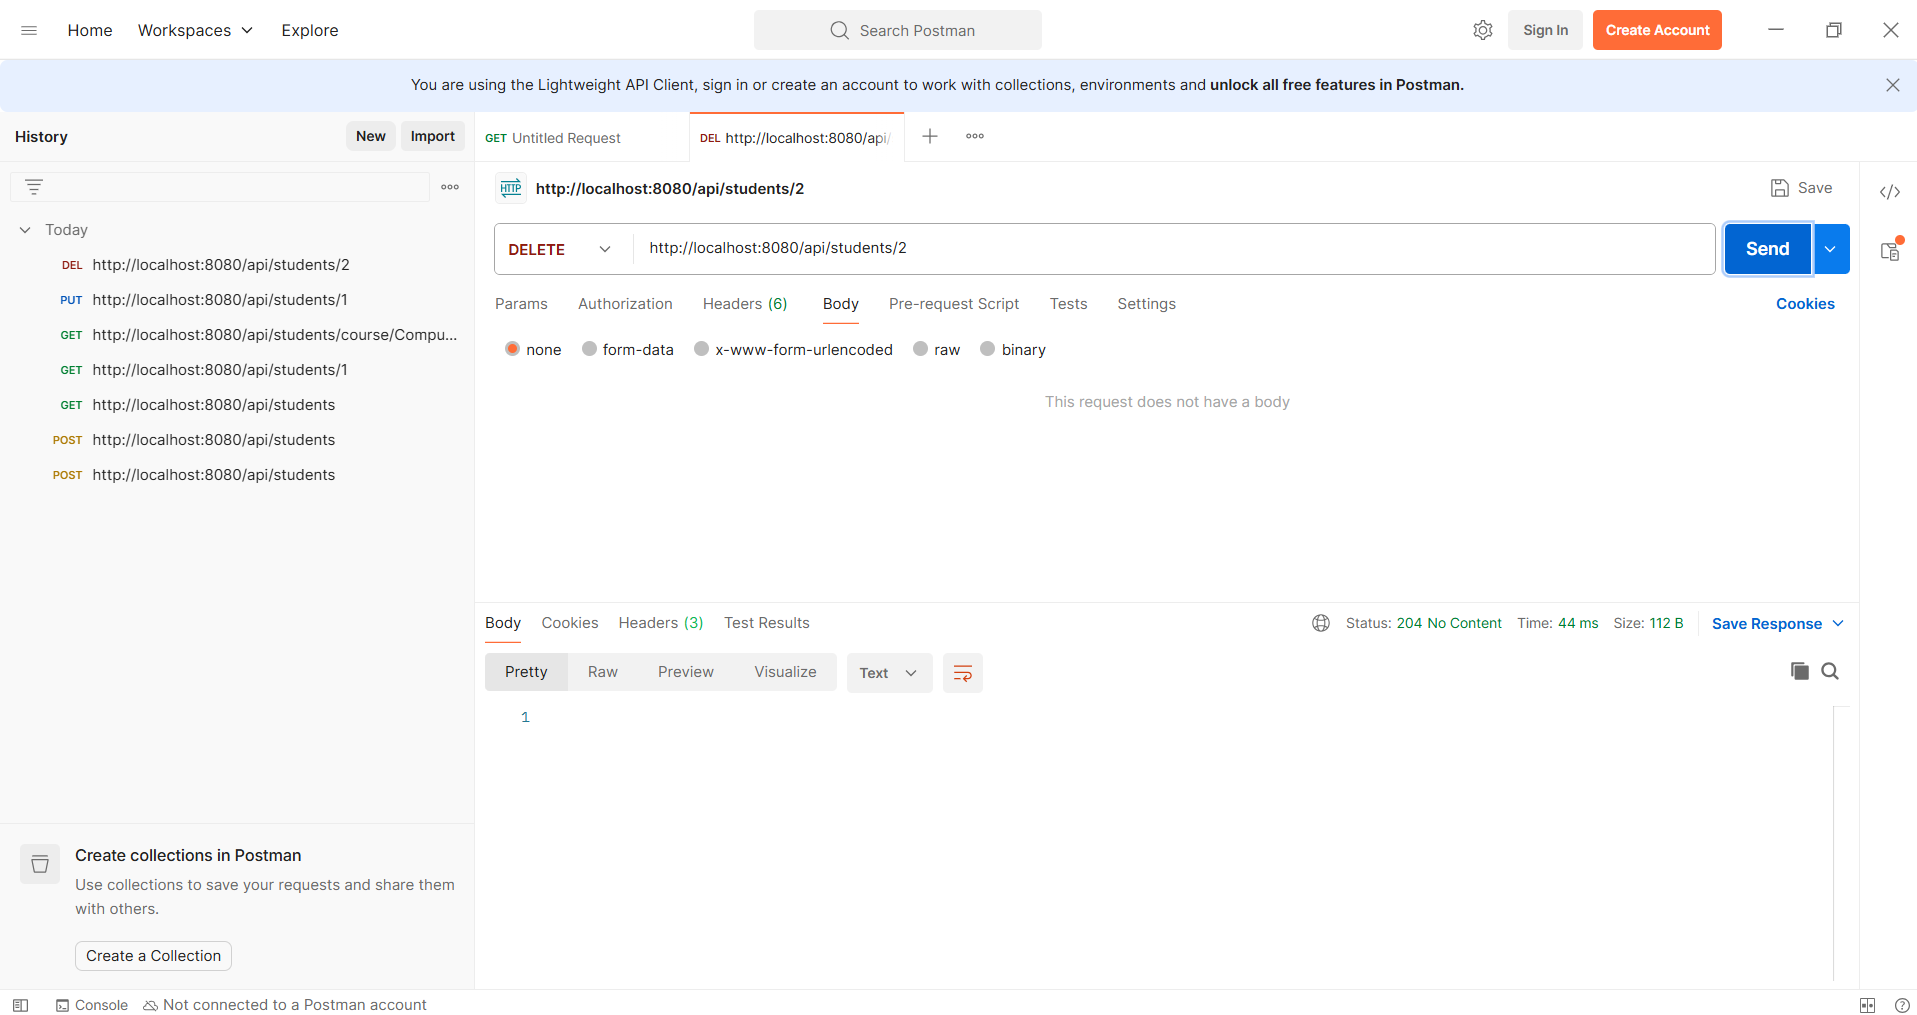 Home Workspaces Explore Search Postman Sign In Create Account
You are using the Lightweight API Client, sign in or create an account to work with collections, environments and unlock all free features in Postman.
History New Import
GET Untitled Request DEL http://localhost:8080/api/
HTTP http://localhost:8080/api/students/2 Save
Today
DEL http://localhost:8080/api/students/2
PUT http://localhost:8080/api/students/1
GET http://localhost:8080/api/students/course/Compu...
GET http://localhost:8080/api/students/1
GET http://localhost:8080/api/students
POST http://localhost:8080/api/students
POST http://localhost:8080/api/students
DELETE http://localhost:8080/api/students/2 Send
Params Authorization Headers (6) Body Pre-request Script Tests Settings Cookies
none form-data x-www-form-urlencoded raw binary
This request does not have a body
Body Cookies Headers (3) Test Results Status: 204 No Content Time: 44 ms Size: 112 B Save Response
Pretty Raw Preview Visualize Text
1
Create collections in Postman
Use collections to save your requests and share them
with others.
Create a Collection
Console Not connected to a Postman account